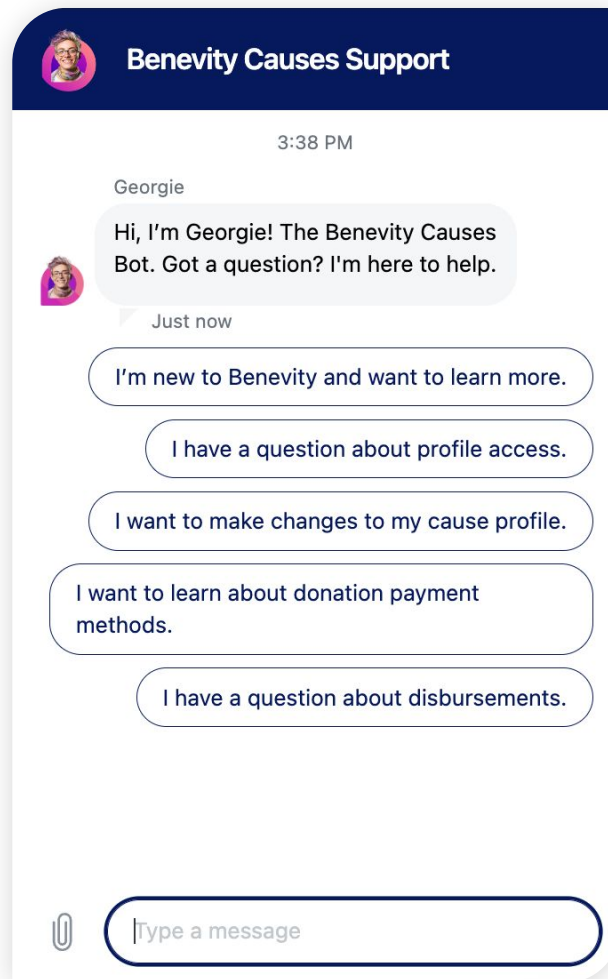 Benevity Causes Support
3:38 PM
Georgie
Hi, I’m Georgie! The Benevity Causes
Bot. Got a question? I'm here to help.
Just now
I’m new to Benevity and want to learn more.
I have a question about profile access.
I want to make changes to my cause profile.
I want to learn about donation payment
methods.
I have a question about disbursements.
Type a message